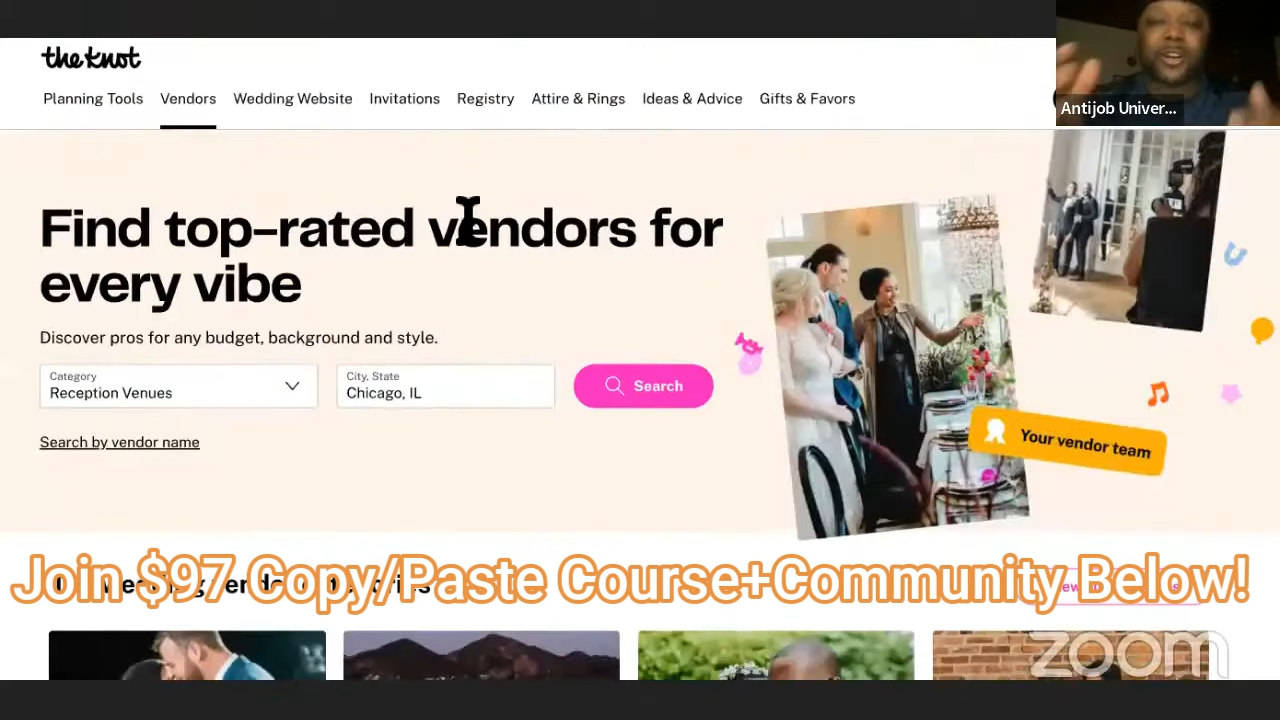 the knot
Planning Tools Vendors Wedding Website Invitations Registry Attire & Rings Ideas & Advice Gifts & Favors
Antijob Univer...
Find top-rated vendors for
every vibe
Discover pros for any budget, background and style.
Category
Reception Venues
City, State
Chicago, IL
Search
Search by vendor name
Your vendor team
Join $97 Copy/Paste Course+Community Below!
zoom